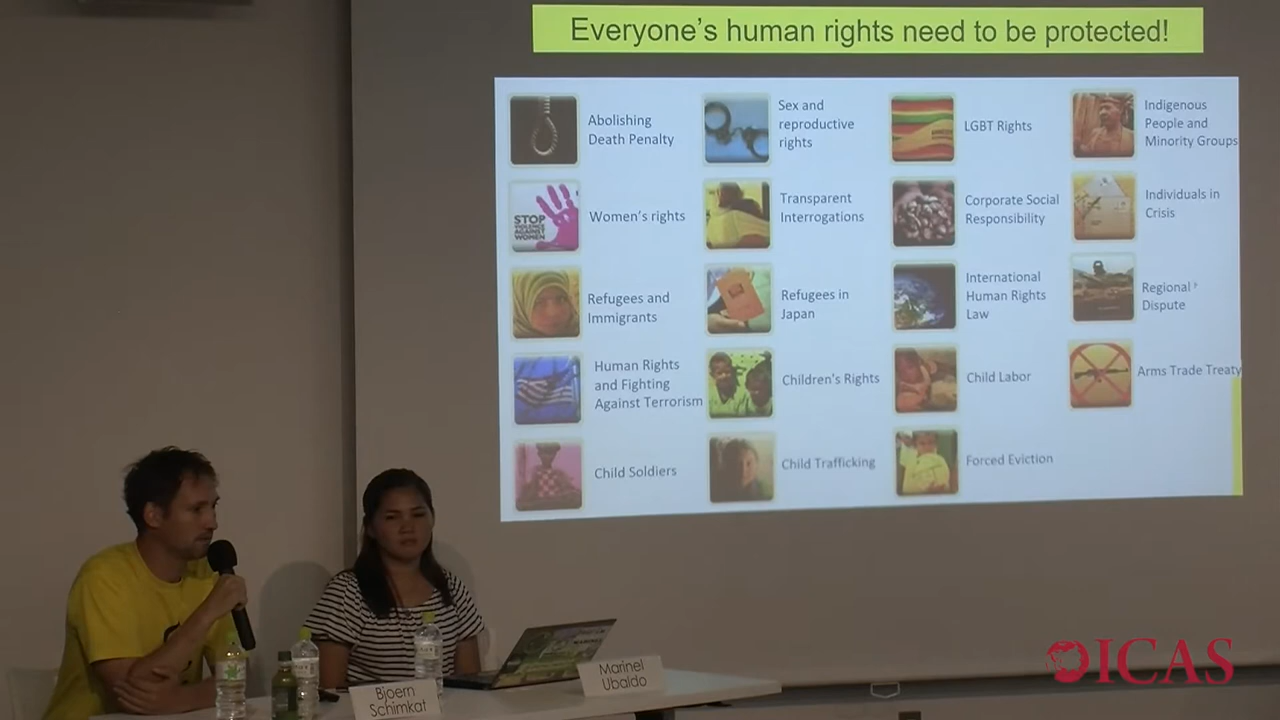 Everyone's human rights need to be protected!
Abolishing
Death Penalty
Sex and
reproductive
rights
LGBT Rights
Indigenous
People and
Minority Groups
STOP
VIOLENCE
AGAINST
WOMEN
Women's rights
Transparent
Interrogations
Corporate Social
Responsibility
Individuals in
Crisis
Refugees and
Immigrants
Refugees in
Japan
International
Human Rights
Law
Regional
Dispute
Human Rights
and Fighting
Against Terrorism
Children's Rights
Child Labor
Arms Trade Treaty
Child Soldiers
Child Trafficking
Forced Eviction
Bjoern
Schimkat
Marinel
Ubaldo
ICAS